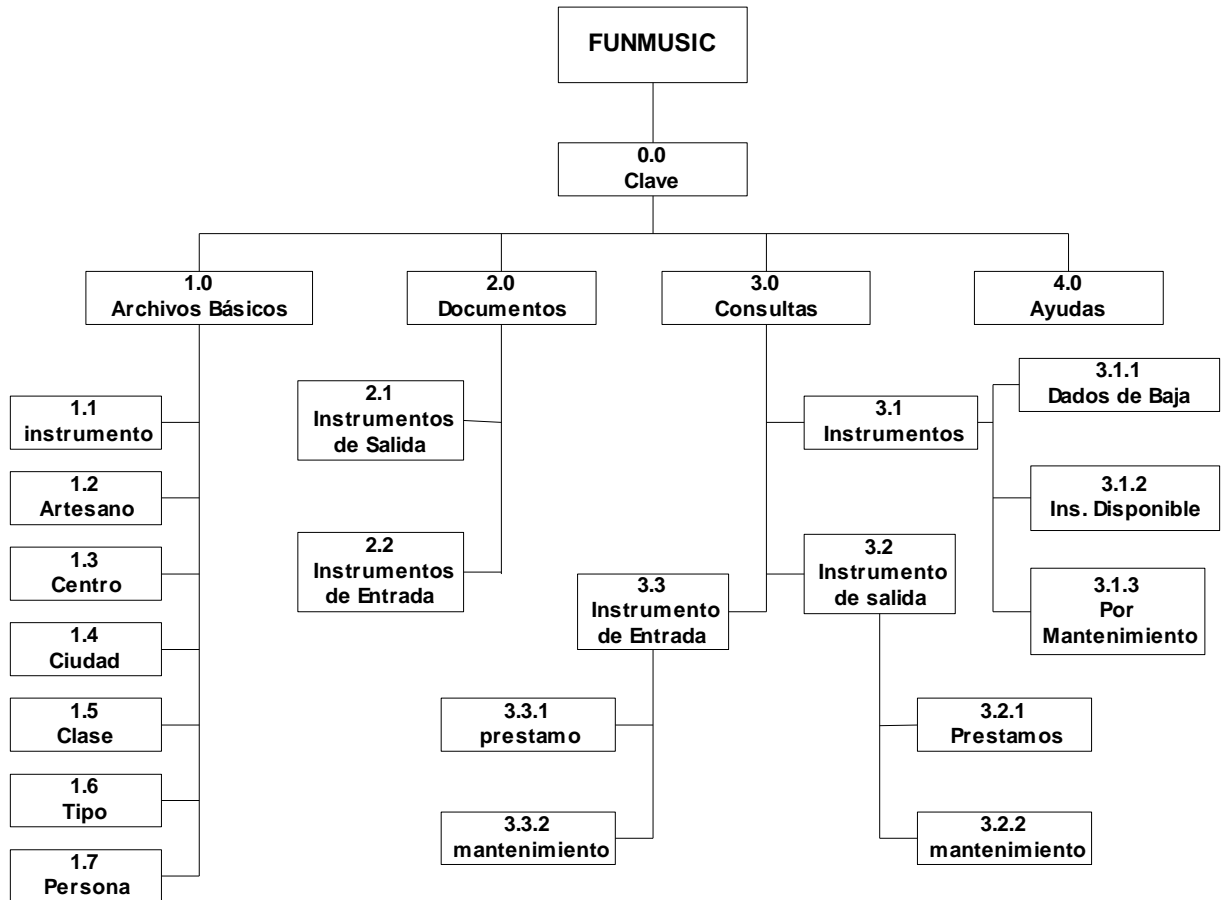 FUNMUSIC
0.0
Clave
1.0
Archivos Básicos
2.0
Documentos
3.0
Consultas
4.0
Ayudas
1.1
instrumento
1.2
Artesano
1.3
Centro
1.4
Ciudad
1.5
Clase
1.6
Tipo
1.7
Persona
2.1
Instrumentos
de Salida
2.2
Instrumentos
de Entrada
3.1
Instrumentos
3.1.1
Dados de Baja
3.1.2
Ins. Disponible
3.1.3
Por
Mantenimiento
3.2
Instrumento
de salida
3.2.1
Prestamos
3.2.2
mantenimiento
3.3
Instrumento
de Entrada
3.3.1
prestamo
3.3.2
mantenimiento